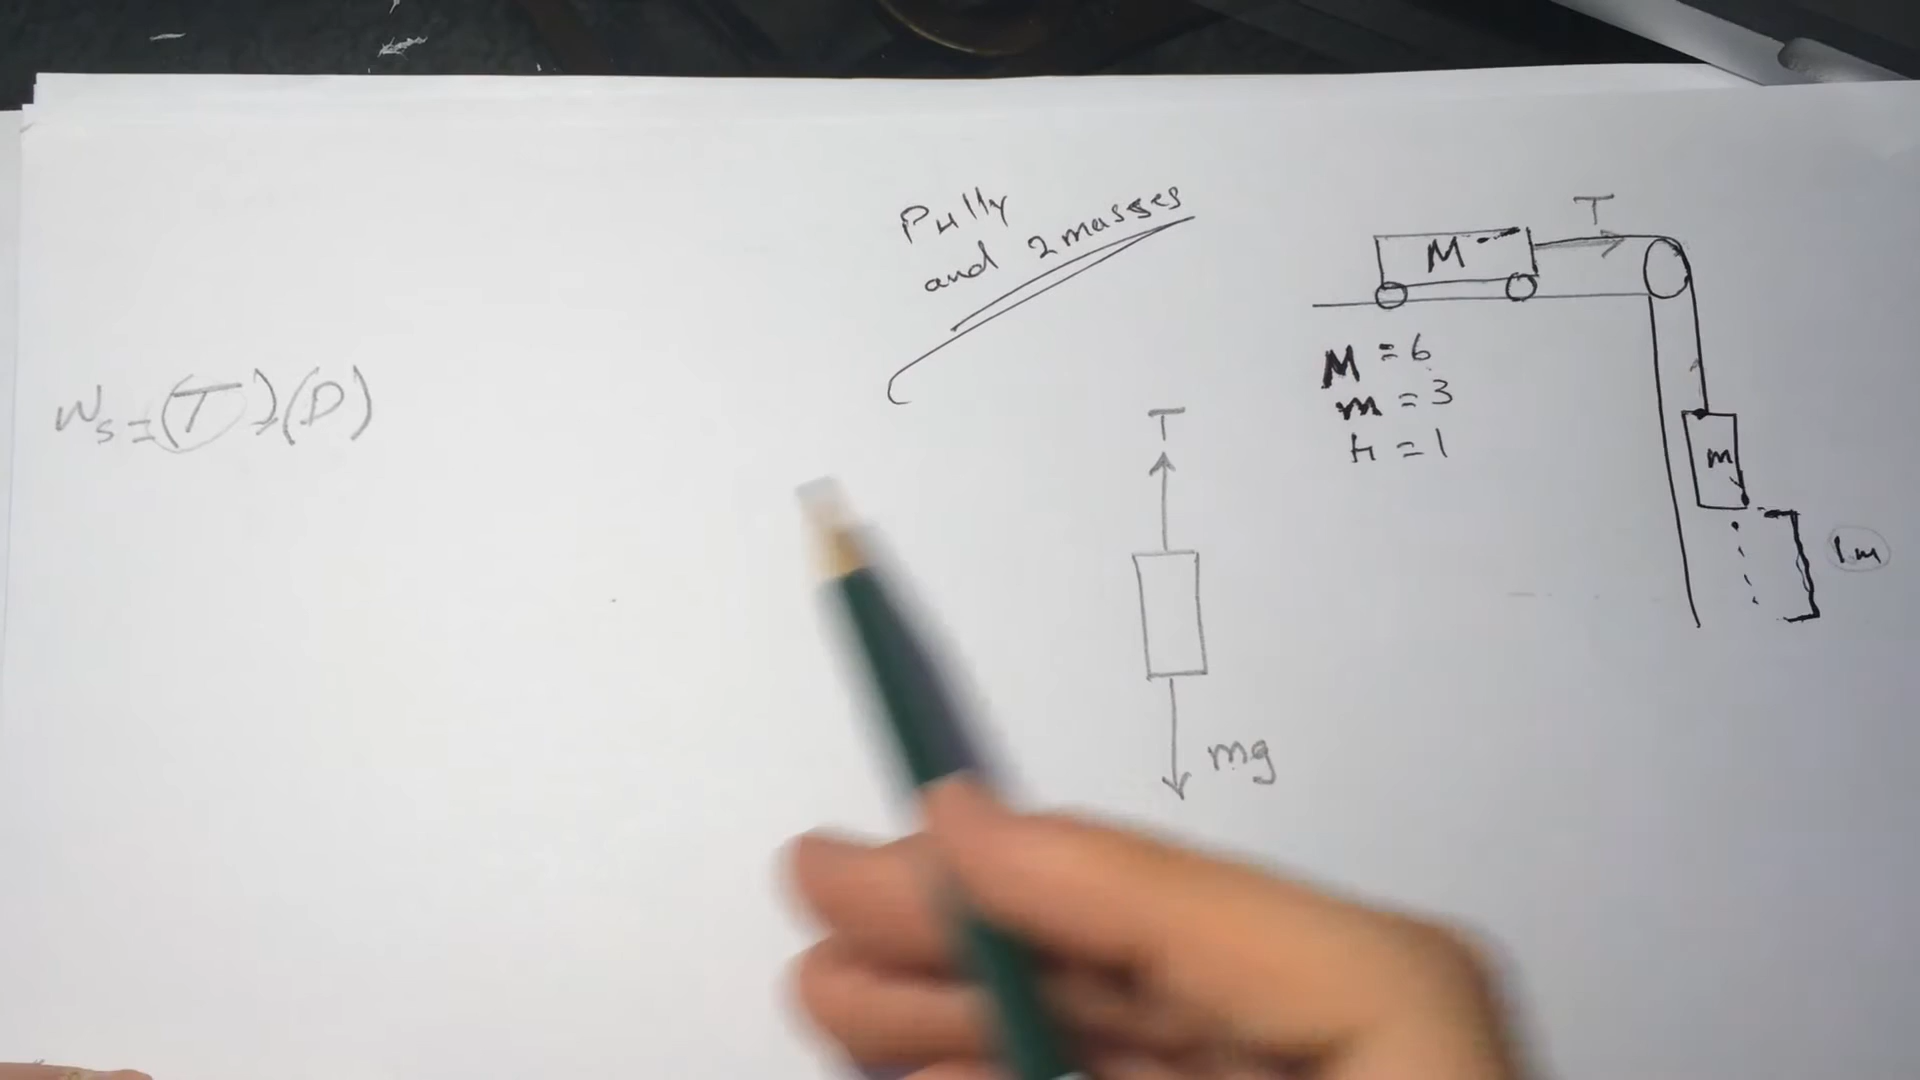 Pully
and 2 masses
T
M
M = 6
m = 3
h = 1
Ws = (T)(D)
T
mg
m
1m